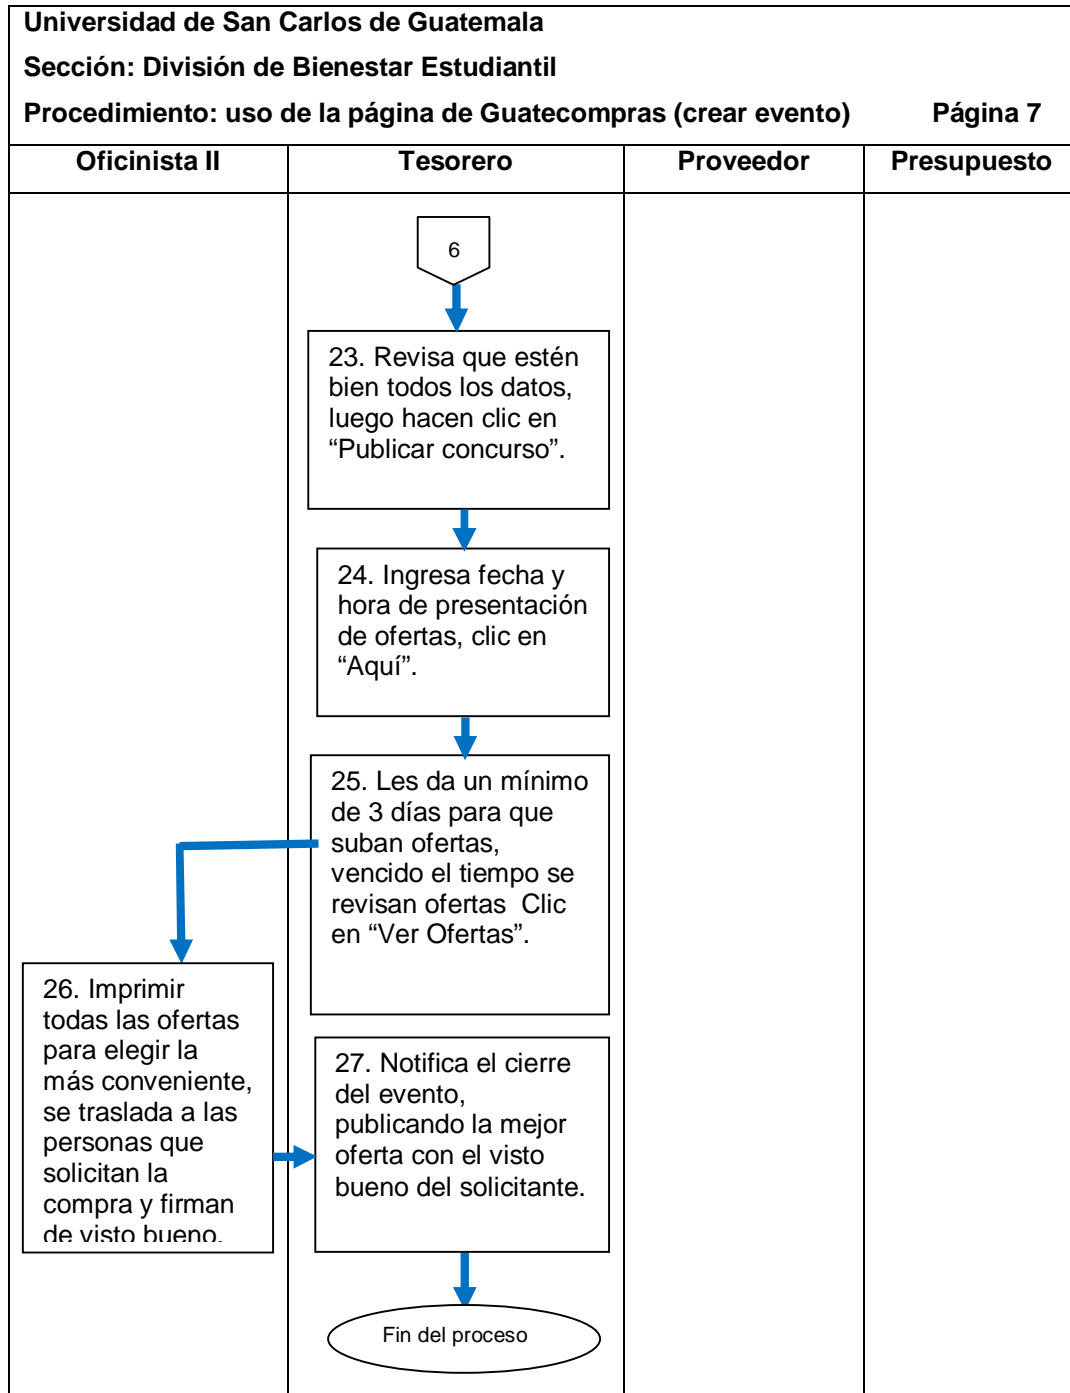 Universidad de San Carlos de Guatemala
Sección: División de Bienestar Estudiantil
Procedimiento: uso de la página de Guatecompras (crear evento) Página 7
Oficinista II Tesorero Proveedor Presupuesto
6
23. Revisa que estén
bien todos los datos,
luego hacen clic en
“Publicar concurso”.
24. Ingresa fecha y
hora de presentación
de ofertas, clic en
“Aquí”.
25. Les da un mínimo
de 3 días para que
suban ofertas,
vencido el tiempo se
revisan ofertas Clic
en “Ver Ofertas”.
26. Imprimir
todas las ofertas
para elegir la
más conveniente,
se traslada a las
personas que
solicitan la
compra y firman
de visto bueno.
27. Notifica el cierre
del evento,
publicando la mejor
oferta con el visto
bueno del solicitante.
Fin del proceso